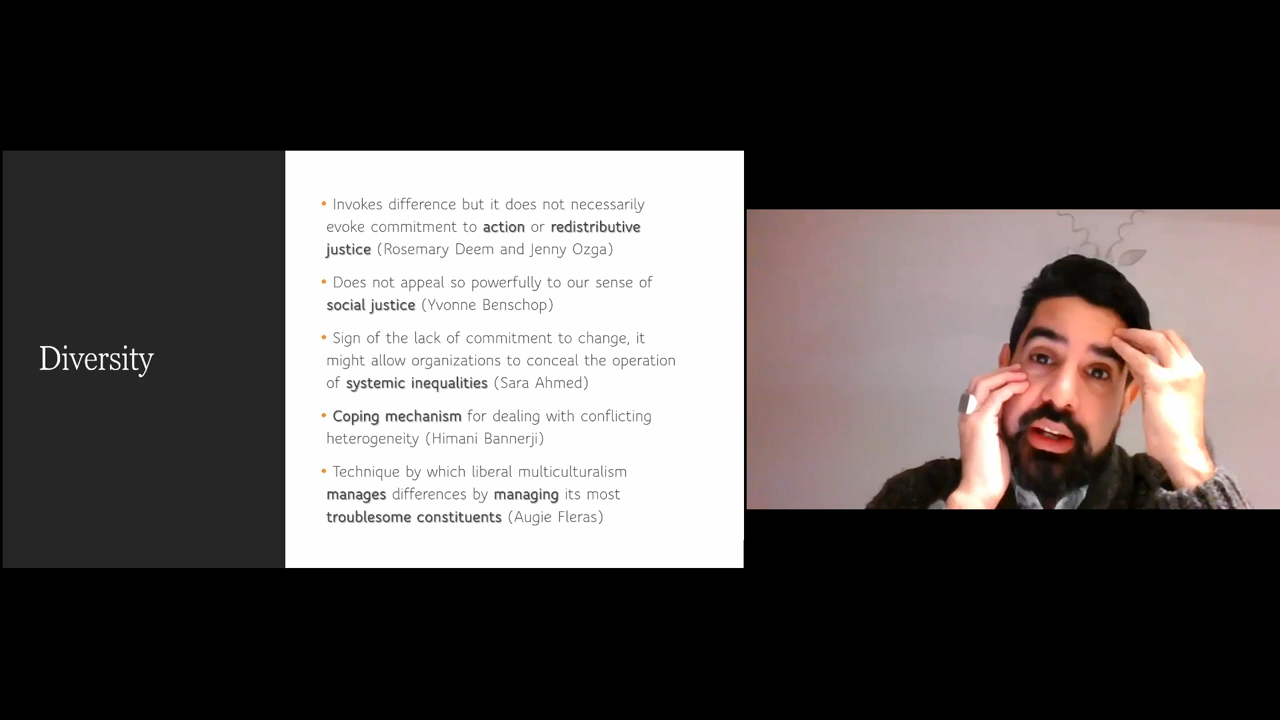 Diversity
• Invokes difference but it does not necessarily
evoke commitment to action or redistributive
justice (Rosemary Deem and Jenny Ozga)
• Does not appeal so powerfully to our sense of
social justice (Yvonne Benschop)
• Sign of the lack of commitment to change, it
might allow organizations to conceal the operation
of systemic inequalities (Sara Ahmed)
• Coping mechanism for dealing with conflicting
heterogeneity (Himani Bannerji)
• Technique by which liberal multiculturalism
manages differences by managing its most
troublesome constituents (Augie Fleras)